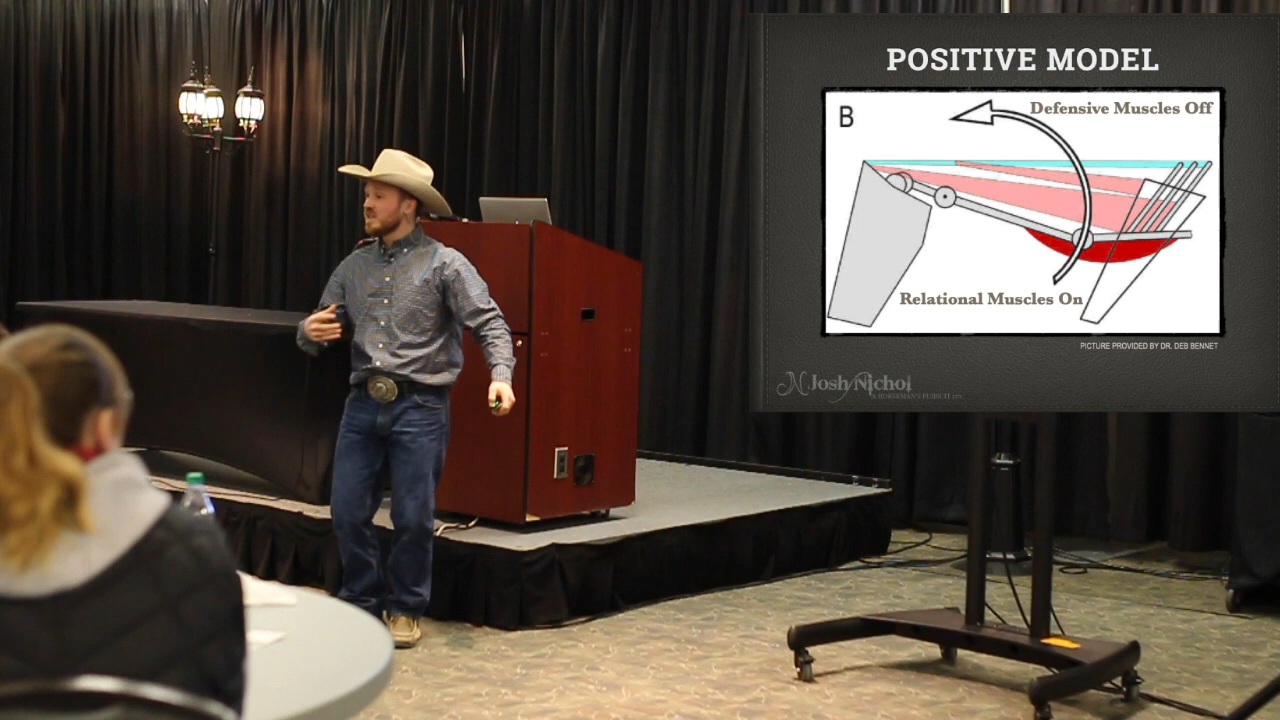 POSITIVE MODEL
B
Defensive Muscles Off
Relational Muscles On
PICTURE PROVIDED BY DR. DEB BENNET
Josh Nichol